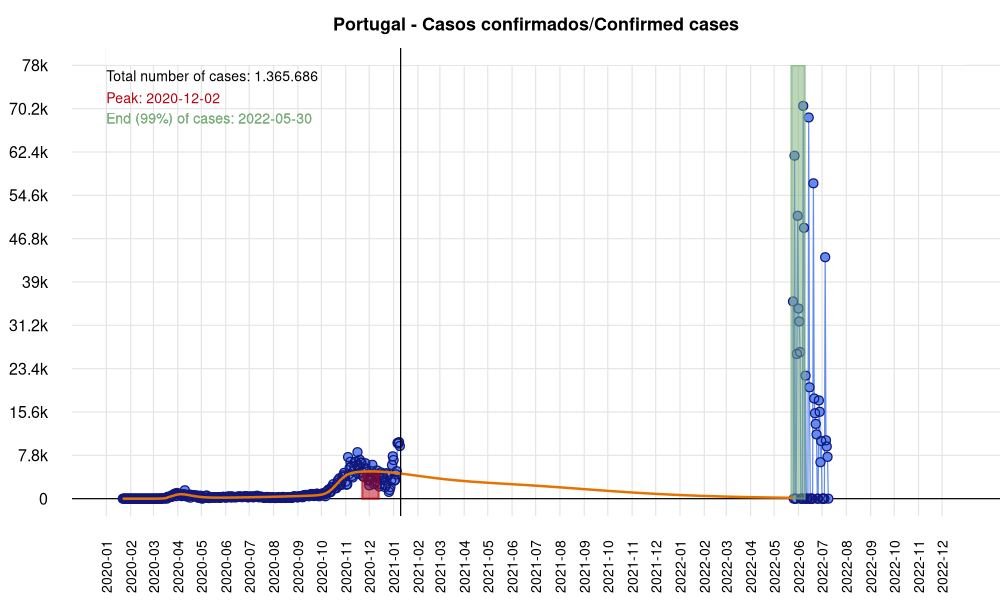 Portugal - Casos confirmados/Confirmed cases
Total number of cases: 1.365.686
Peak: 2020-12-02
End (99%) of cases: 2022-05-30
78k
70.2k
62.4k
54.6k
46.8k
39k
31.2k
23.4k
15.6k
7.8k
0
2020-01
2020-02
2020-03
2020-04
2020-05
2020-06
2020-07
2020-08
2020-09
2020-10
2020-11
2020-12
2021-01
2021-02
2021-03
2021-04
2021-05
2021-06
2021-07
2021-08
2021-09
2021-10
2021-11
2021-12
2022-01
2022-02
2022-03
2022-04
2022-05
2022-06
2022-07
2022-08
2022-09
2022-10
2022-11
2022-12